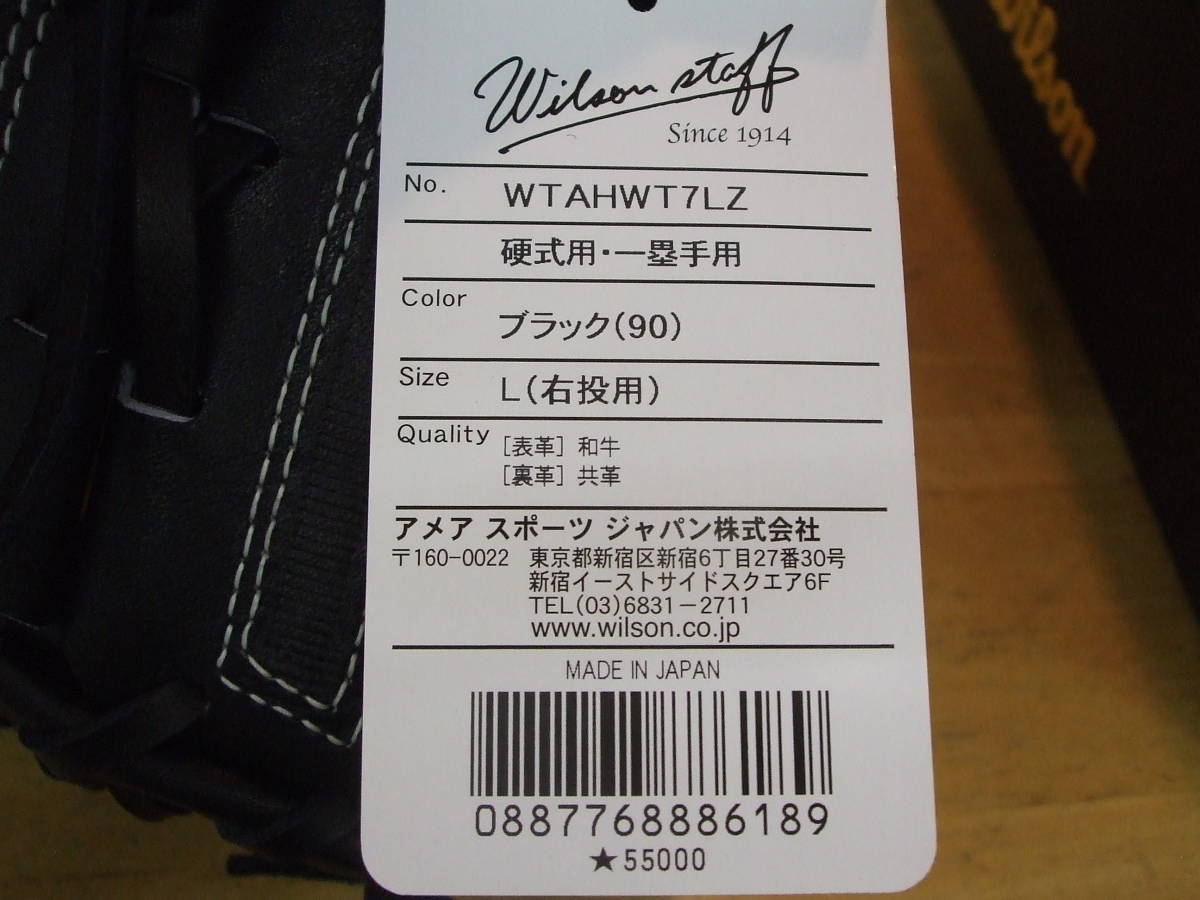 Wilson staff
Since 1914
No. WTAHWT7LZ
硬式用・一塁手用
Color ブラック(90)
Size L(右投用)
Quality [表革] 和牛
[裏革] 共革
アメア スポーツ ジャパン株式会社
〒160-0022 東京都新宿区新宿6丁目27番30号
新宿イーストサイドスクエア6F
TEL(03)6831-2711
www.wilson.co.jp
MADE IN JAPAN
0887768886189
★55000
Wilson